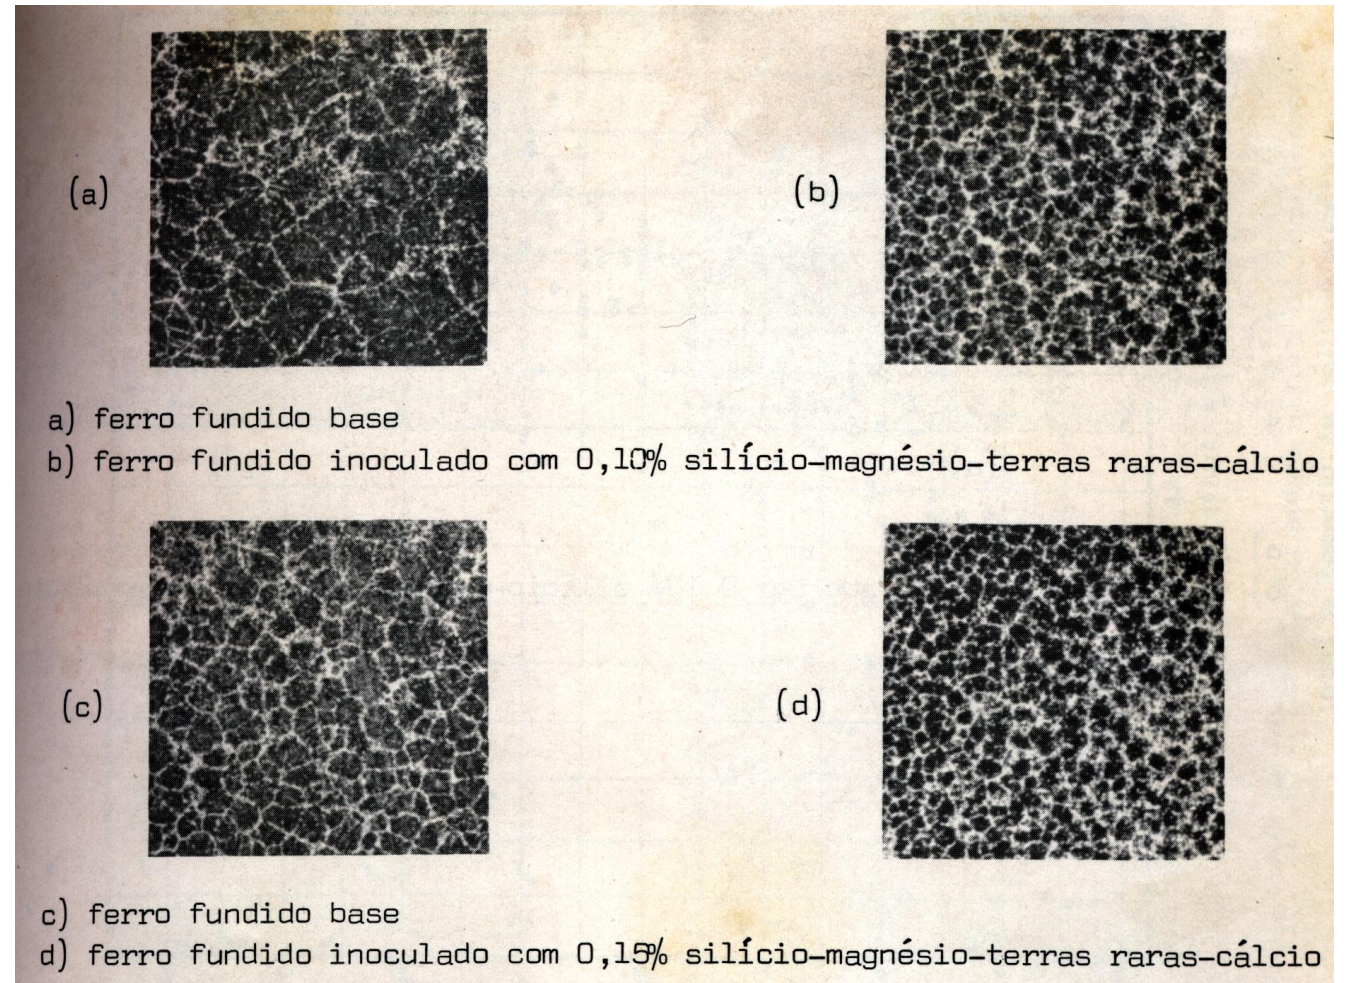 (a)
(b)
a) ferro fundido base
b) ferro fundido inoculado com 0,10% silício-magnésio-terras raras-cálcio
(c)
(d)
c) ferro fundido base
d) ferro fundido inoculado com 0,15% silício-magnésio-terras raras-cálcio